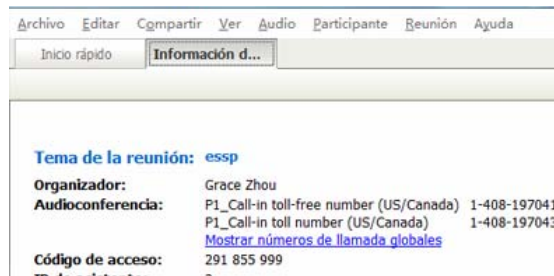 Archivo Editar Compartir Ver Audio Participante Reunión Ayuda
Inicio rápido Información d...
Tema de la reunión: essp
Organizador: Grace Zhou
Audioconferencia: P1_Call-in toll-free number (US/Canada) 1-408-197041
P1_Call-in toll number (US/Canada) 1-408-197043
Mostrar números de llamada globales
Código de acceso: 291 855 999